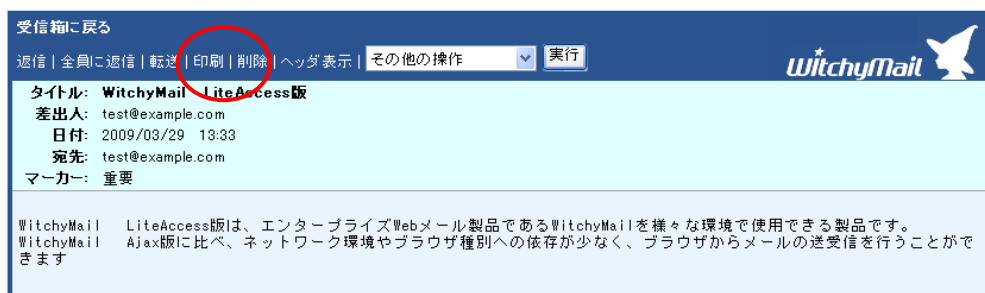 受信箱に戻る
返信 | 全員に返信 | 転送 | 印刷 | 削除 | ヘッダ表示 | その他の操作 実行
WitchyMail
タイトル: WitchyMail LiteAccess版
差出人: test@example.com
日付: 2009/03/29 13:33
宛先: test@example.com
マーカー: 重要
WitchyMail LiteAccess版は、エンタープライズWebメール製品であるWitchyMailを様々な環境で使用できる製品です。
WitchyMail Ajax版に比べ、ネットワーク環境やブラウザ種別への依存が少なく、ブラウザからメールの送受信を行うことがで
きます